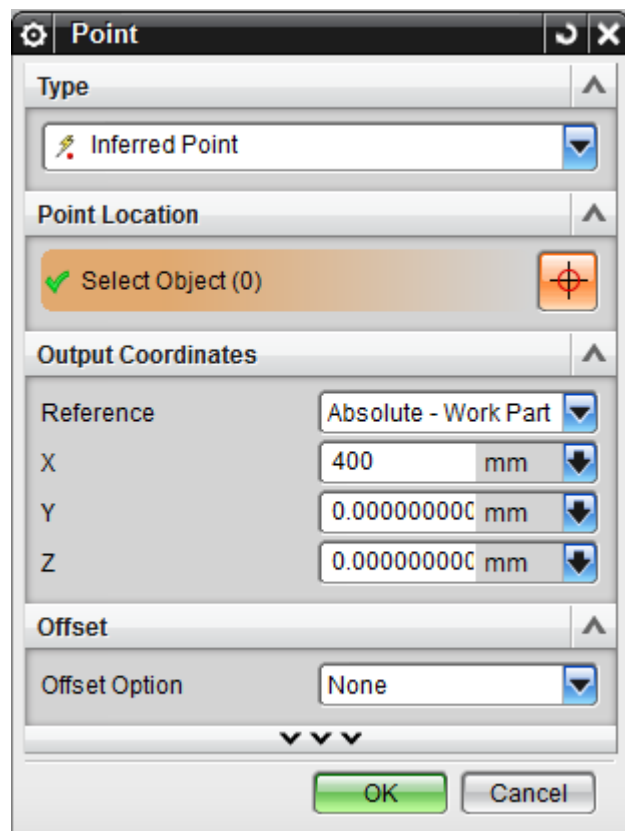 Point
Type
Inferred Point
Point Location
Select Object (0)
Output Coordinates
Reference Absolute - Work Part
X 400 mm
Y 0.000000000 mm
Z 0.000000000 mm
Offset
Offset Option None
OK Cancel